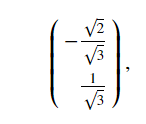 ( -√2/√3 )
( 1/√3 ) ,